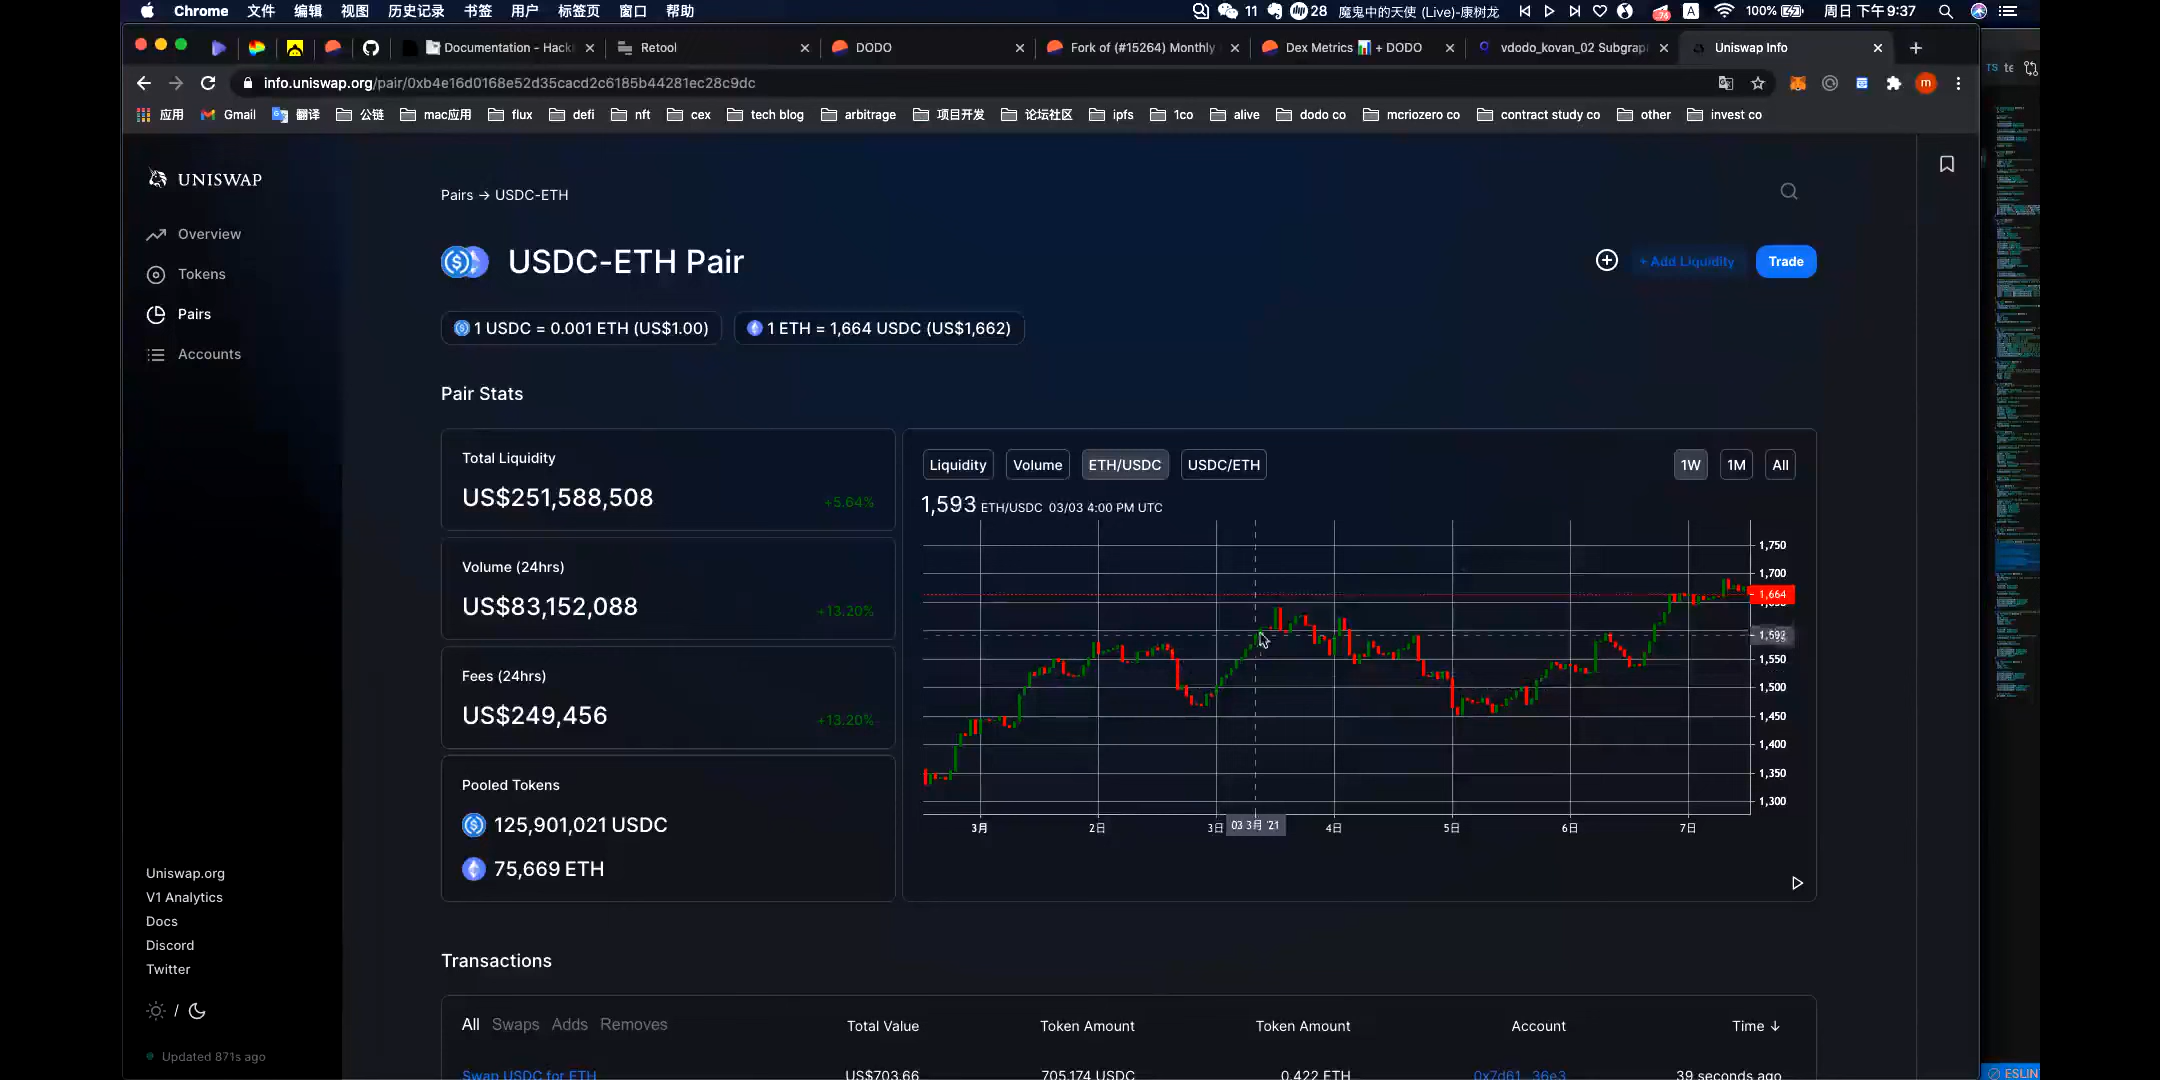 Chrome 文件 编辑 视图 历史记录 书签 用户 标签页 窗口 帮助 11 28 魔鬼中的天使 (Live)-康树龙 74 A 100% 周日 下午9:37
Documentation - Hack Retool DODO Fork of (#15264) Monthly Dex Metrics + DODO vdodo_kovan_02 Subgrap Uniswap Info
info.uniswap.org/pair/0xb4e16d0168e52d35cacd2c6185b44281ec28c9dc m
应用 Gmail 翻译 公链 mac应用 flux defi nft cex tech blog arbitrage 项目开发 论坛社区 ipfs 1co alive dodo co mcriozero co contract study co other invest co
TS te
UNISWAP
Overview
Tokens
Pairs
Accounts
Pairs → USDC-ETH
USDC-ETH Pair
+ Add Liquidity Trade
1 USDC = 0.001 ETH (US$1.00) 1 ETH = 1,664 USDC (US$1,662)
Pair Stats
Total Liquidity
US$251,588,508 +5.64%
Volume (24hrs)
US$83,152,088 +13.20%
Fees (24hrs)
US$249,456 +13.20%
Pooled Tokens
125,901,021 USDC
75,669 ETH
Liquidity Volume ETH/USDC USDC/ETH 1W 1M All
1,593 ETH/USDC 03/03 4:00 PM UTC
1,750
1,700
1,664
1,550
1,500
1,450
1,400
1,350
1,300
3月 2日 3日 03 3月 '21 4日 5日 6日 7日
Transactions
All Swaps Adds Removes Total Value Token Amount Token Amount Account Time ↓
Swap USDC for ETH US$703.66 705.174 USDC 0.422 ETH 0x7d61...36e3 39 seconds ago
Uniswap.org
V1 Analytics
Docs
Discord
Twitter
/
Updated 871s ago
ESLIN